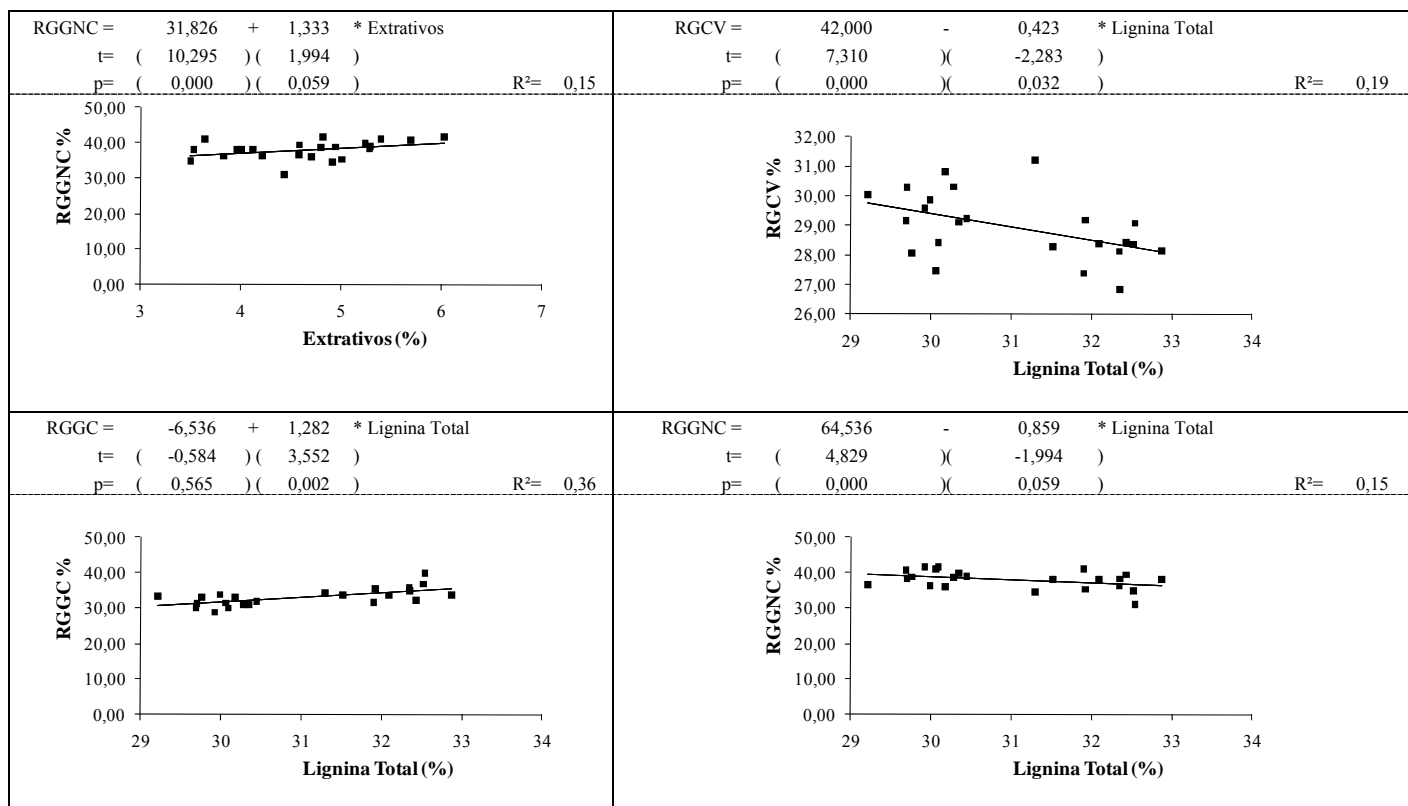 RGGNC = 31,826 + 1,333 * Extrativos
t= ( 10,295 ) ( 1,994 )
p= ( 0,000 ) ( 0,059 ) R²= 0,15
50,00
40,00
30,00
20,00
10,00
0,00
RGGNC %
3 4 5 6 7
Extrativos (%)
RGCV = 42,000 - 0,423 * Lignina Total
t= ( 7,310 )( -2,283 )
p= ( 0,000 )( 0,032 ) R²= 0,19
32,00
31,00
30,00
29,00
28,00
27,00
26,00
RGCV %
29 30 31 32 33 34
Lignina Total (%)
RGGC = -6,536 + 1,282 * Lignina Total
t= ( -0,584 ) ( 3,552 )
p= ( 0,565 ) ( 0,002 ) R²= 0,36
50,00
40,00
30,00
20,00
10,00
0,00
RGGC %
29 30 31 32 33 34
Lignina Total (%)
RGGNC = 64,536 - 0,859 * Lignina Total
t= ( 4,829 )( -1,994 )
p= ( 0,000 )( 0,059 ) R²= 0,15
50,00
40,00
30,00
20,00
10,00
0,00
RGGNC %
29 30 31 32 33 34
Lignina Total (%)